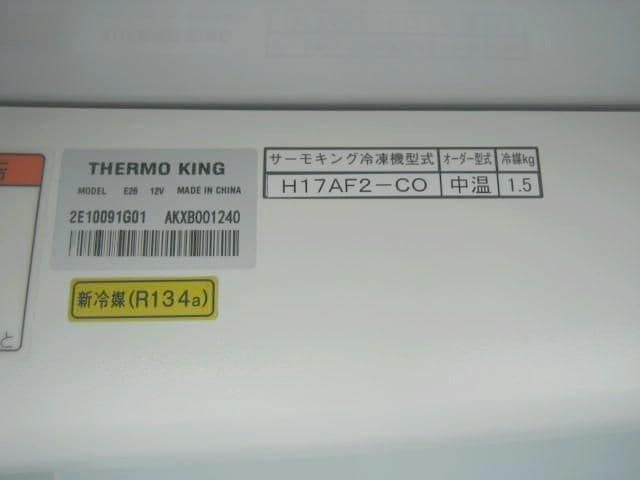 THERMO KING
MODEL E26 12V MADE IN CHINA
2E10091G01 AKXB001240
新冷媒(R134a)
サーモキング冷凍機型式 オーダー型式 冷媒kg
H17AF2-CO 中温 1.5
と